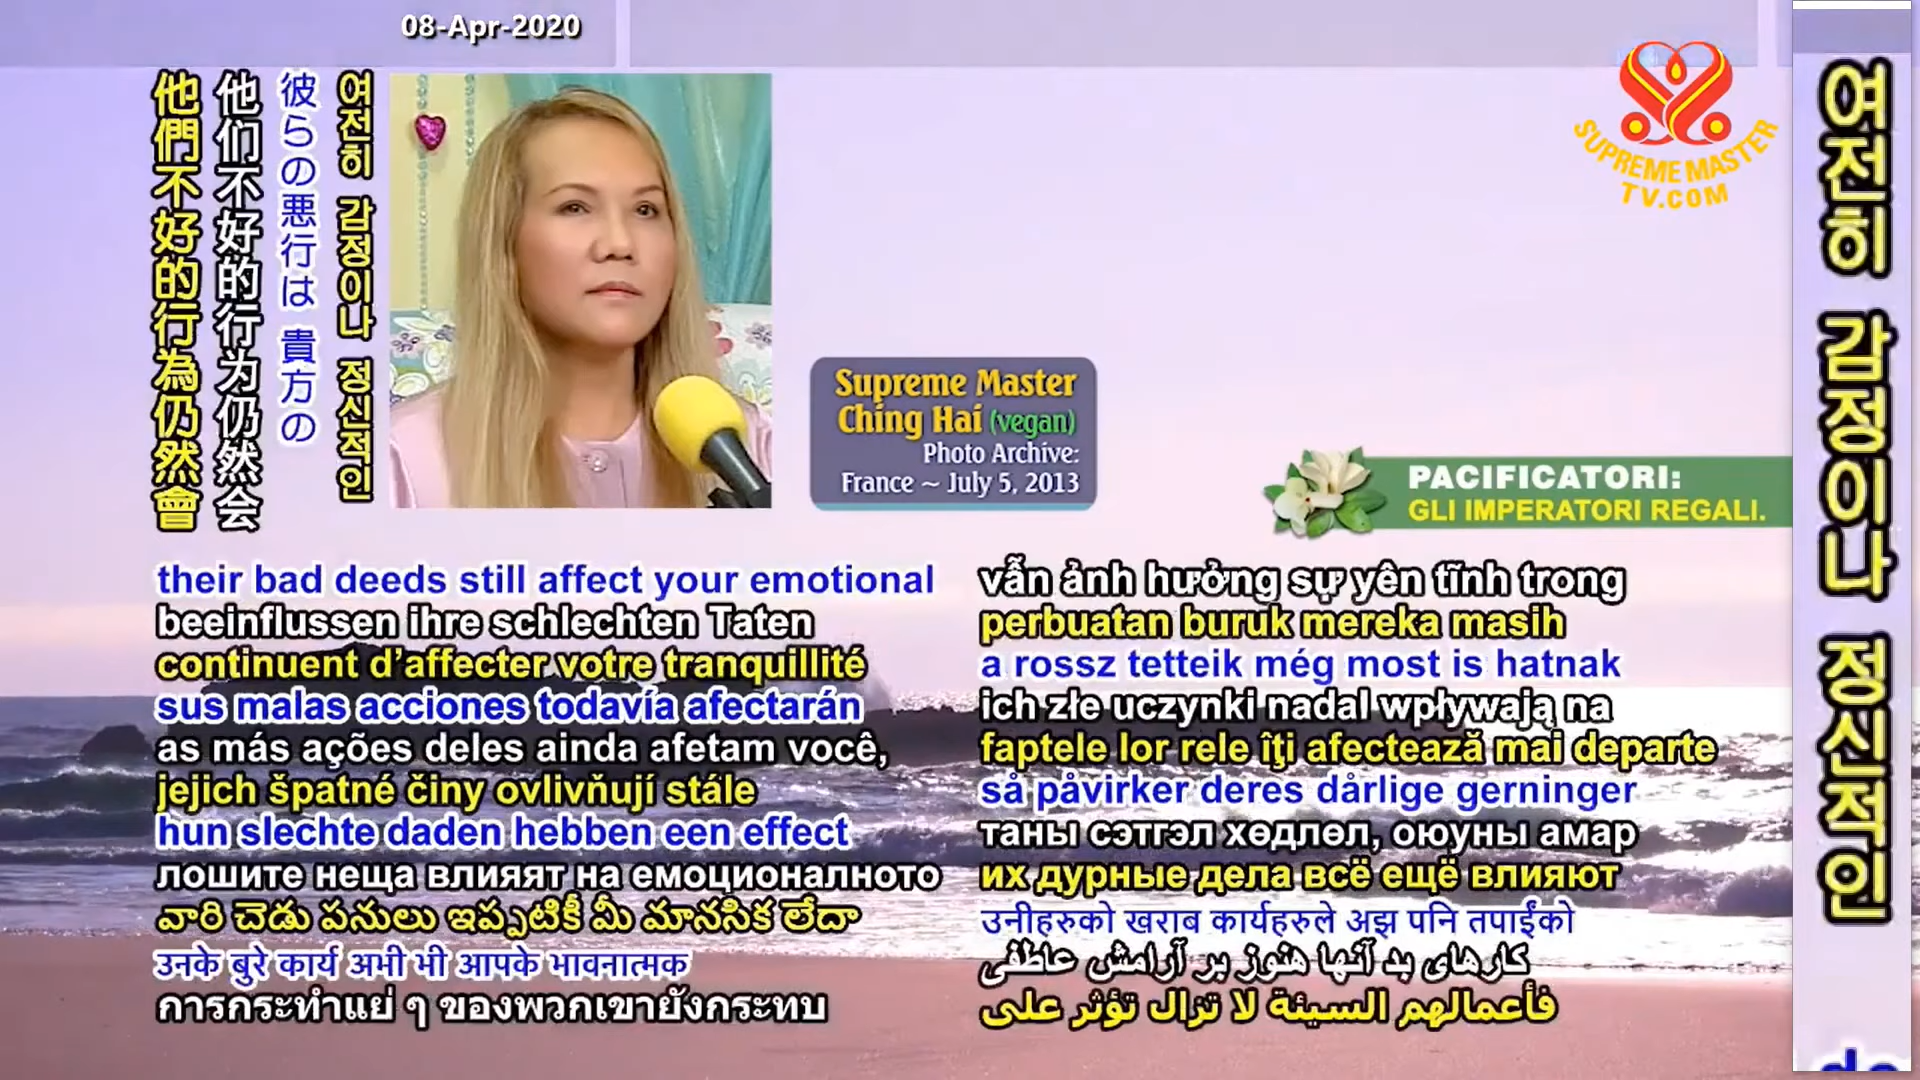 08-Apr-2020
SUPREME MASTER
TV.COM
他們不好的行為仍然會
他们不好的行为仍然会
彼らの悪行は 貴方の
여전히 감정이나 정신적인
Supreme Master
Ching Hai (vegan)
Photo Archive:
France ~ July 5, 2013
PACIFICATORI:
GLI IMPERATORI REGALI.
their bad deeds still affect your emotional
beeinflussen ihre schlechten Taten
continuent d’affecter votre tranquillité
sus malas acciones todavía afectarán
as más ações deles ainda afetam você,
jejich špatné činy ovlivňují stále
hun slechte daden hebben een effect
лошите неща влияят на емоционалното
వారి చెడు పనులు ఇప్పటికీ మీ మానసిక లేదా
उनके बुरे कार्य अभी भी आपके भावनात्मक
การกระทำแย่ ๆ ของพวกเขายังกระทบ
vẫn ảnh hưởng sự yên tĩnh trong
perbuatan buruk mereka masih
a rossz tetteik még most is hatnak
ich złe uczynki nadal wpływają na
faptele lor rele îţi afectează mai departe
så påvirker deres dårlige gerninger
таны сэтгэл хөдлөл, оюуны амар
их дурные дела всё ещё влияют
उनीहरुको खराब कार्यहरुले अझ पनि तपाईंको
کارهای بد آنها هنوز بر آرامش عاطفی
فأعمالهم السيئة لا تزال تؤثر على
여전히 감정이나 정신적인